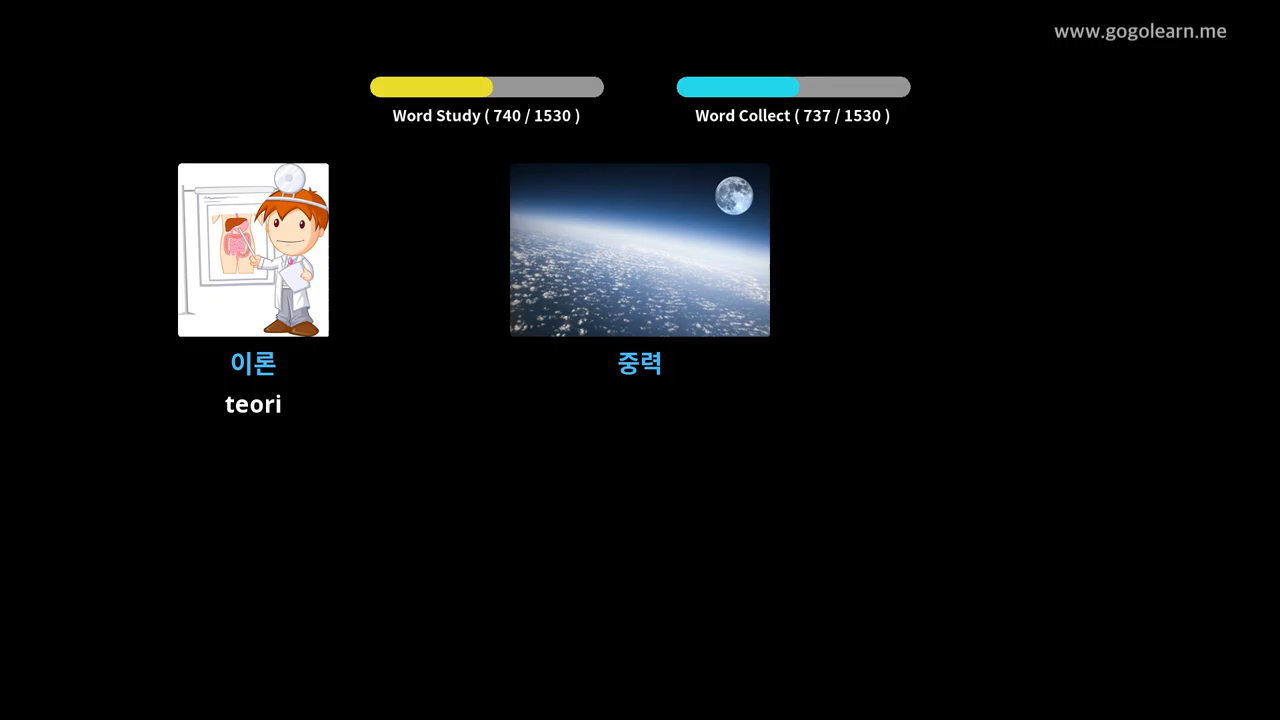 www.gogolearn.me
Word Study ( 740 / 1530 )
Word Collect ( 737 / 1530 )
이론
중력
teori